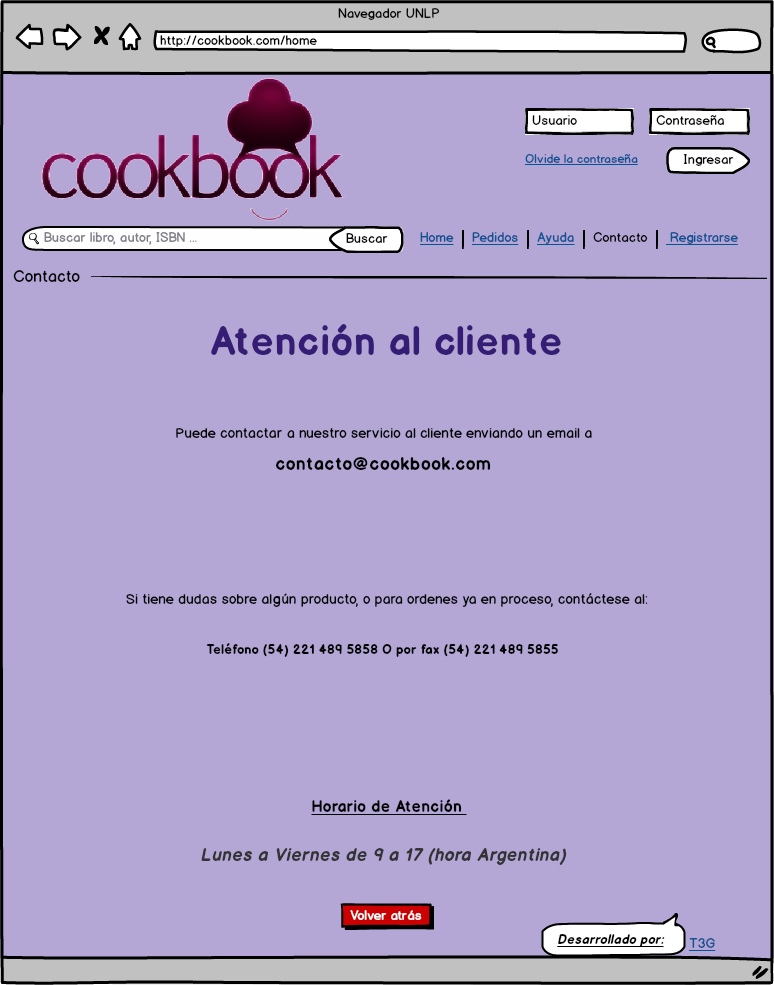 Navegador UNLP
http://cookbook.com/home
cookbook
Usuario
Contraseña
Olvide la contraseña
Ingresar
Buscar libro, autor, ISBN ...
Buscar
Home
Pedidos
Ayuda
Contacto
Registrarse
Contacto
Atención al cliente
Puede contactar a nuestro servicio al cliente enviando un email a
contacto@cookbook.com
Si tiene dudas sobre algún producto, o para ordenes ya en proceso, contáctese al:
Teléfono (54) 221 489 5858 O por fax (54) 221 489 5855
Horario de Atención
Lunes a Viernes de 9 a 17 (hora Argentina)
Volver atrás
Desarrollado por:
T3G